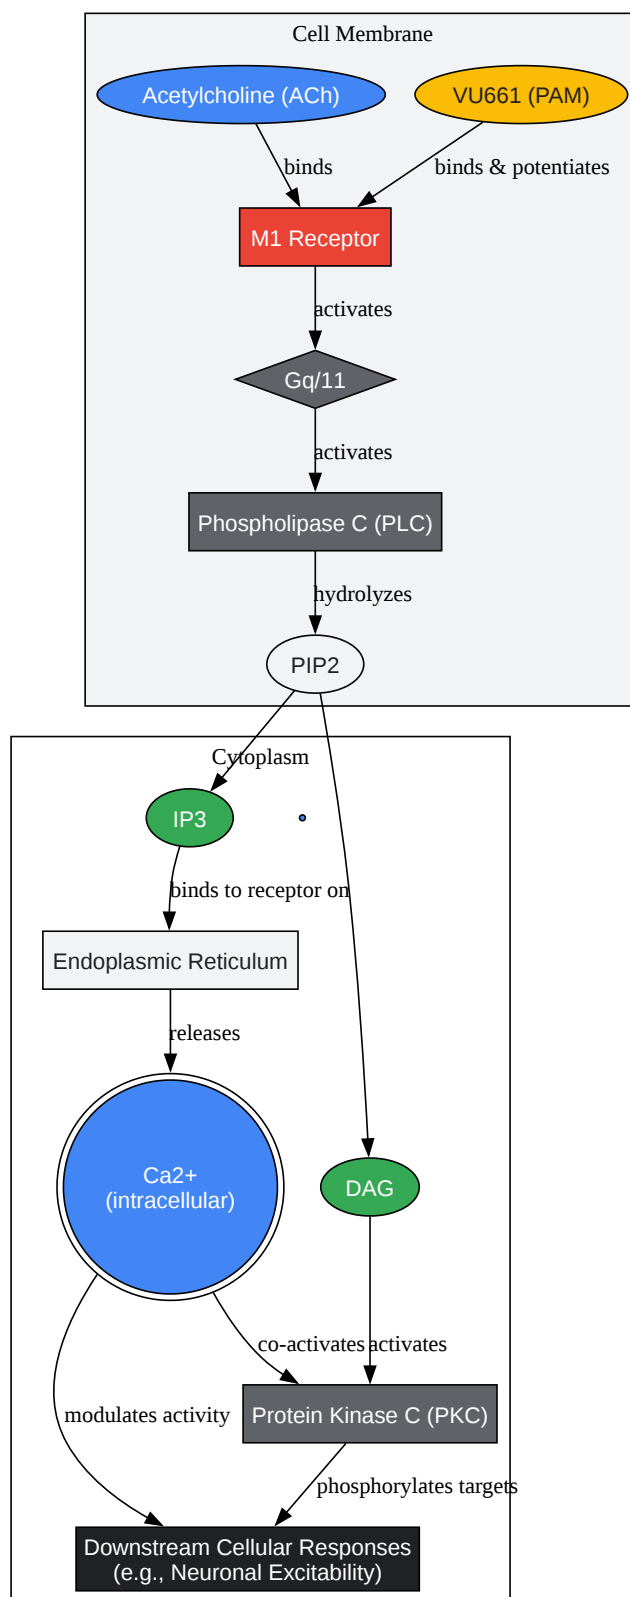 Cell Membrane
Acetylcholine (ACh)
VU661 (PAM)
binds
binds & potentiates
M1 Receptor
activates
Gq/11
activates
Phospholipase C (PLC)
hydrolyzes
PIP2
Cytoplasm
IP3
binds to receptor on
Endoplasmic Reticulum
releases
Ca2+
(intracellular)
DAG
co-activates
activates
modulates activity
Protein Kinase C (PKC)
phosphorylates targets
Downstream Cellular Responses
(e.g., Neuronal Excitability)